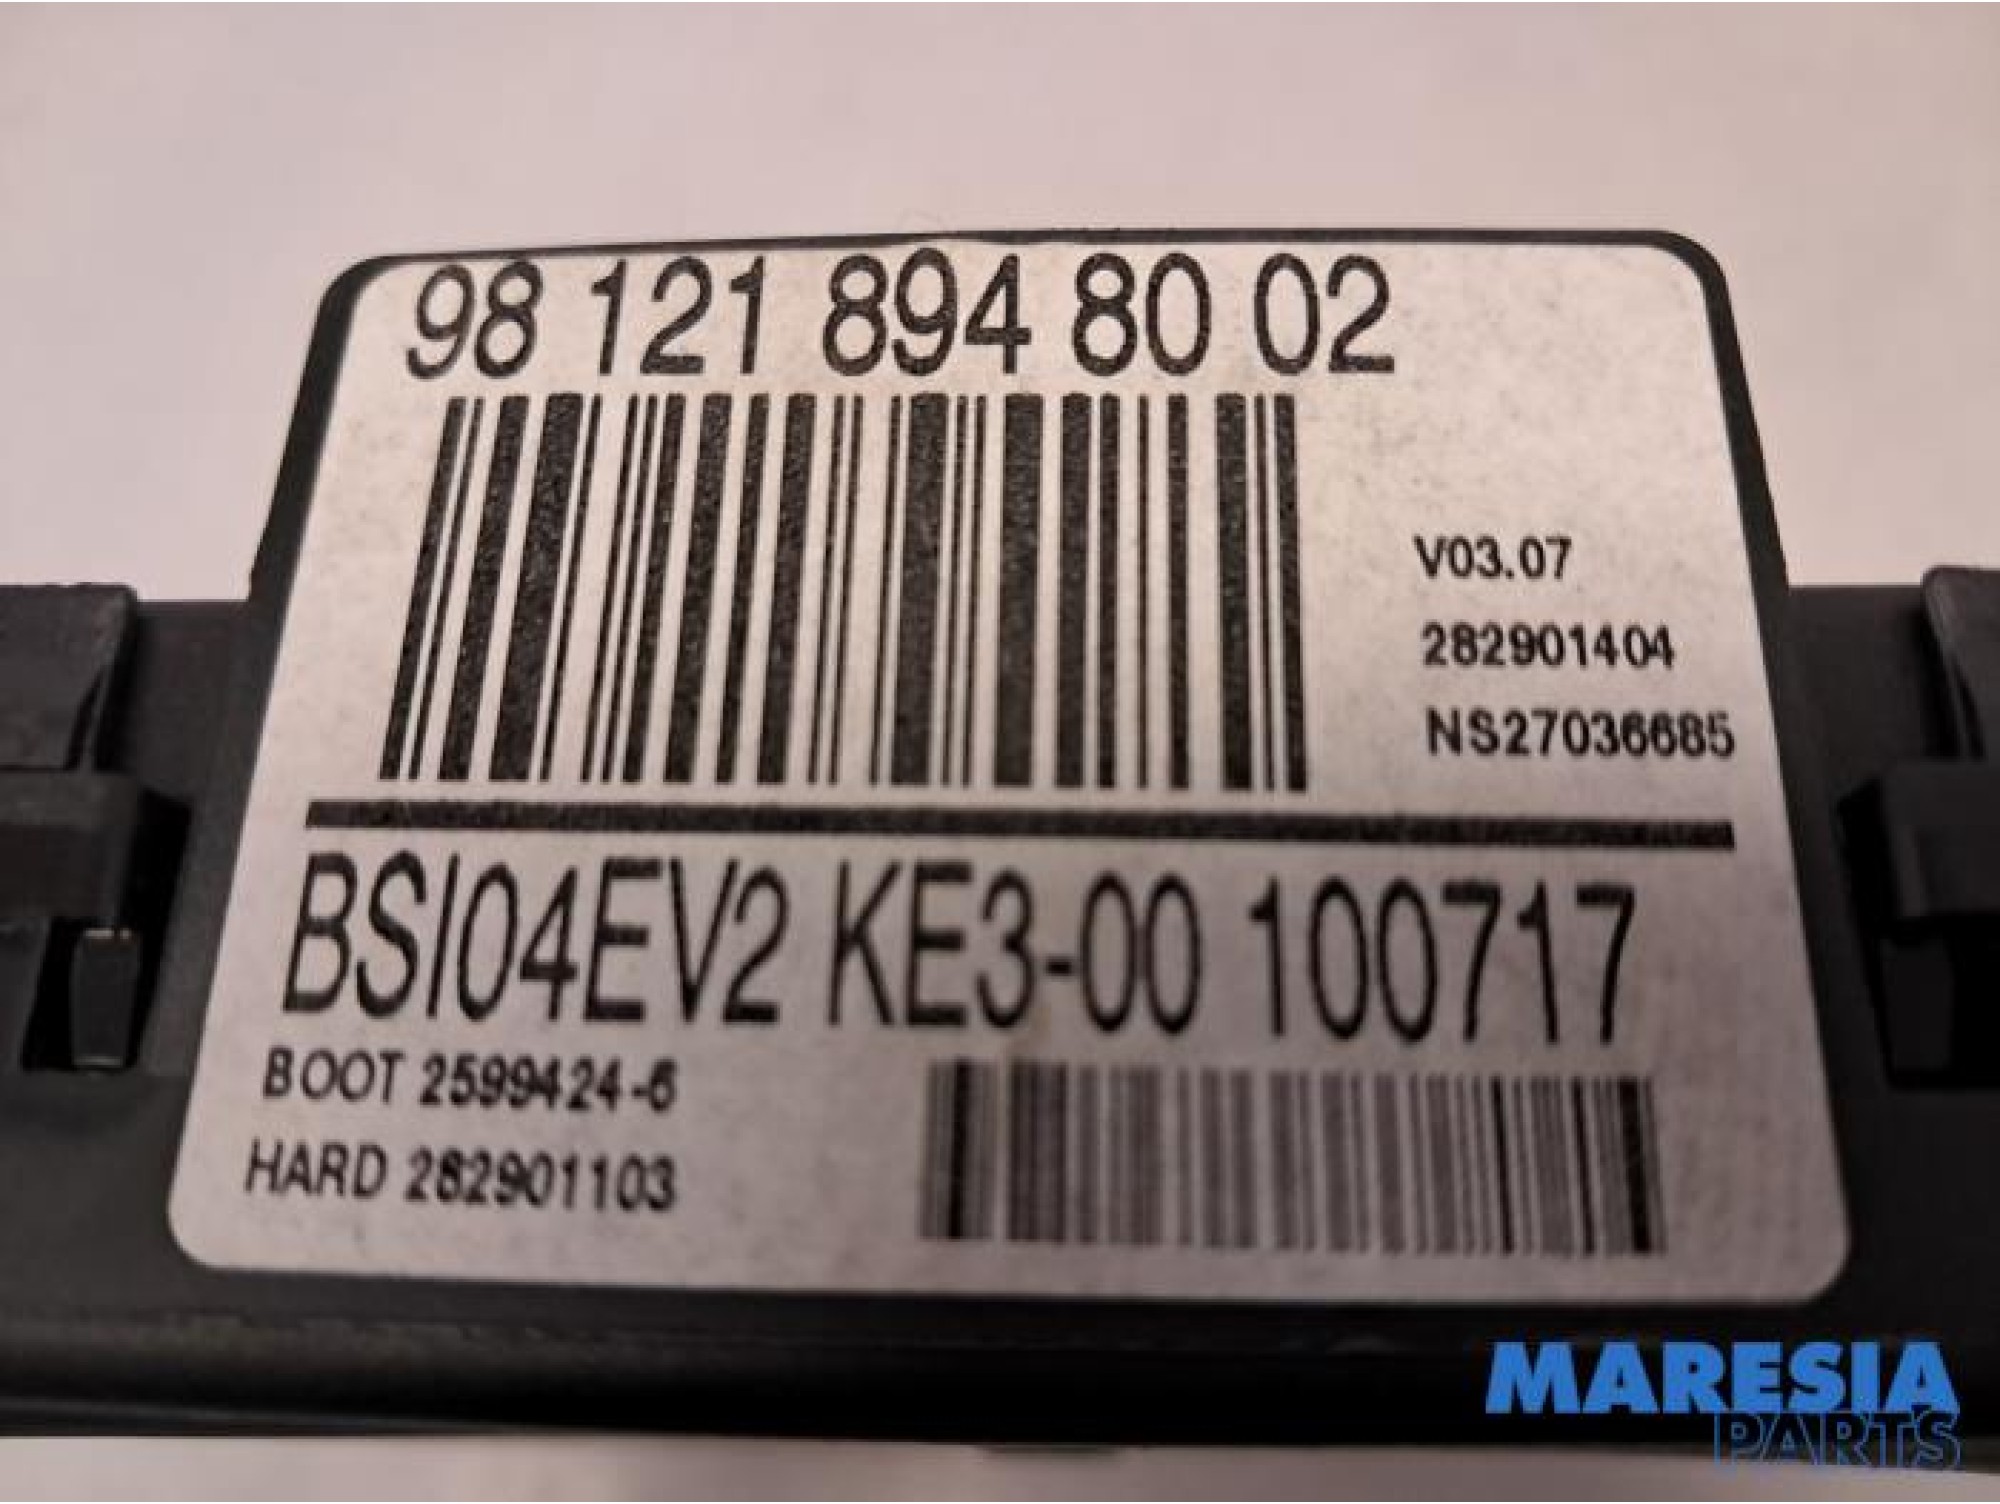 98 121 894 80 02
V03.07
282901404
NS27036685
BSI04EV2 KE3-00 100717
BOOT 2599424-6
HARD 282901103
MARESIA
PARTS